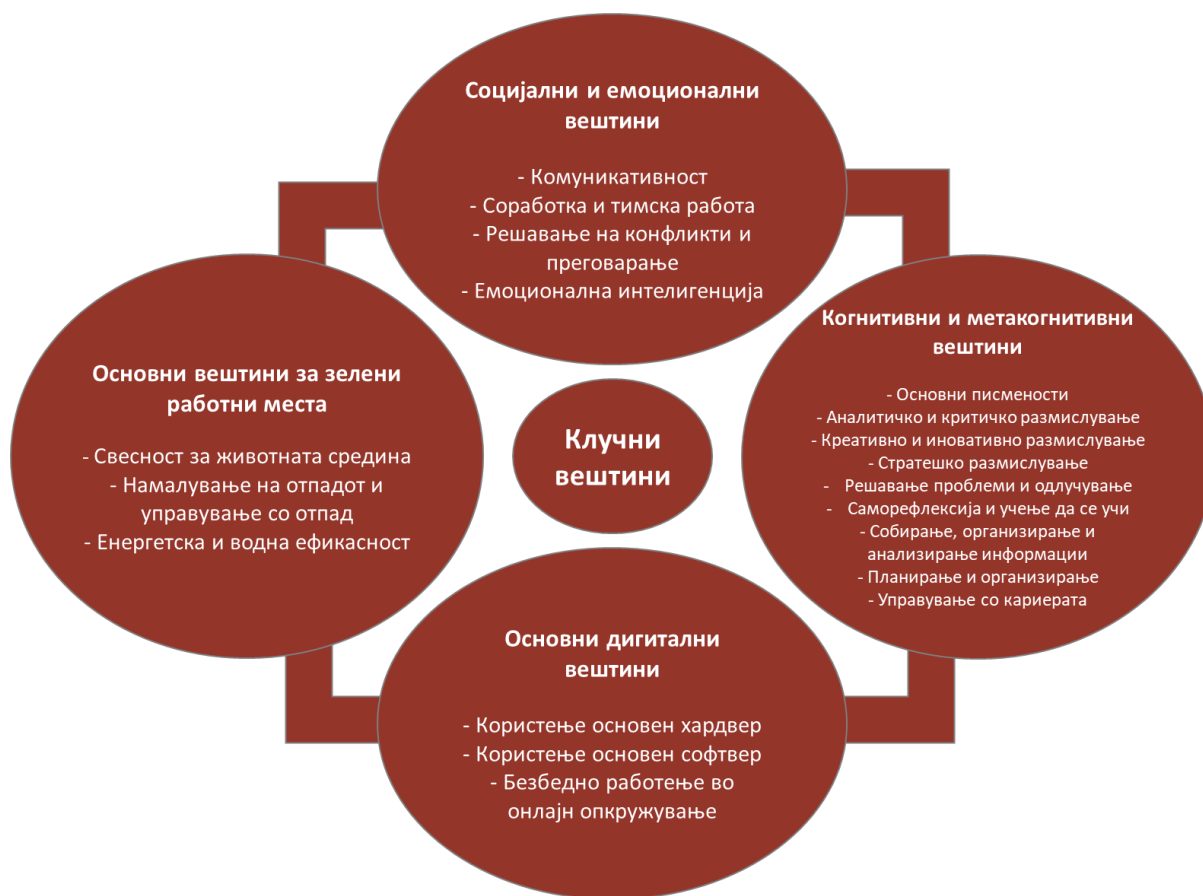 Социјални и емоционални
вештини
- Комуникативност
- Соработка и тимска работа
- Решавање на конфликти и
преговарање
- Емоционална интелигенција
Основни вештини за зелени
работни места
- Свесност за животната средина
- Намалување на отпадот и
управување со отпад
- Енергетска и водна ефикасност
Клучни
вештини
Когнитивни и метакогнитивни
вештини
- Основни писмености
- Аналитичко и критичко размислување
- Креативно и иновативно размислување
- Стратешко размислување
- Решавање проблеми и одлучување
- Саморефлексија и учење да се учи
- Собирање, организирање и
анализирање информации
- Планирање и организирање
- Управување со кариерата
Основни дигитални
вештини
- Користење основен хардвер
- Користење основен софтвер
- Безбедно работење во
онлајн опкружување